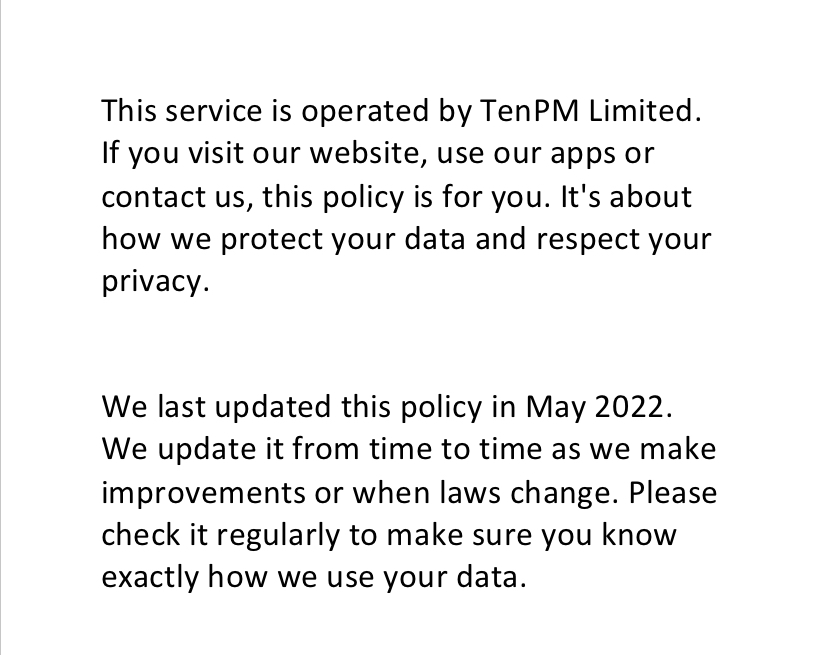 This service is operated by TenPM Limited.
If you visit our website, use our apps or
contact us, this policy is for you. It's about
how we protect your data and respect your
privacy.
We last updated this policy in May 2022.
We update it from time to time as we make
improvements or when laws change. Please
check it regularly to make sure you know
exactly how we use your data.